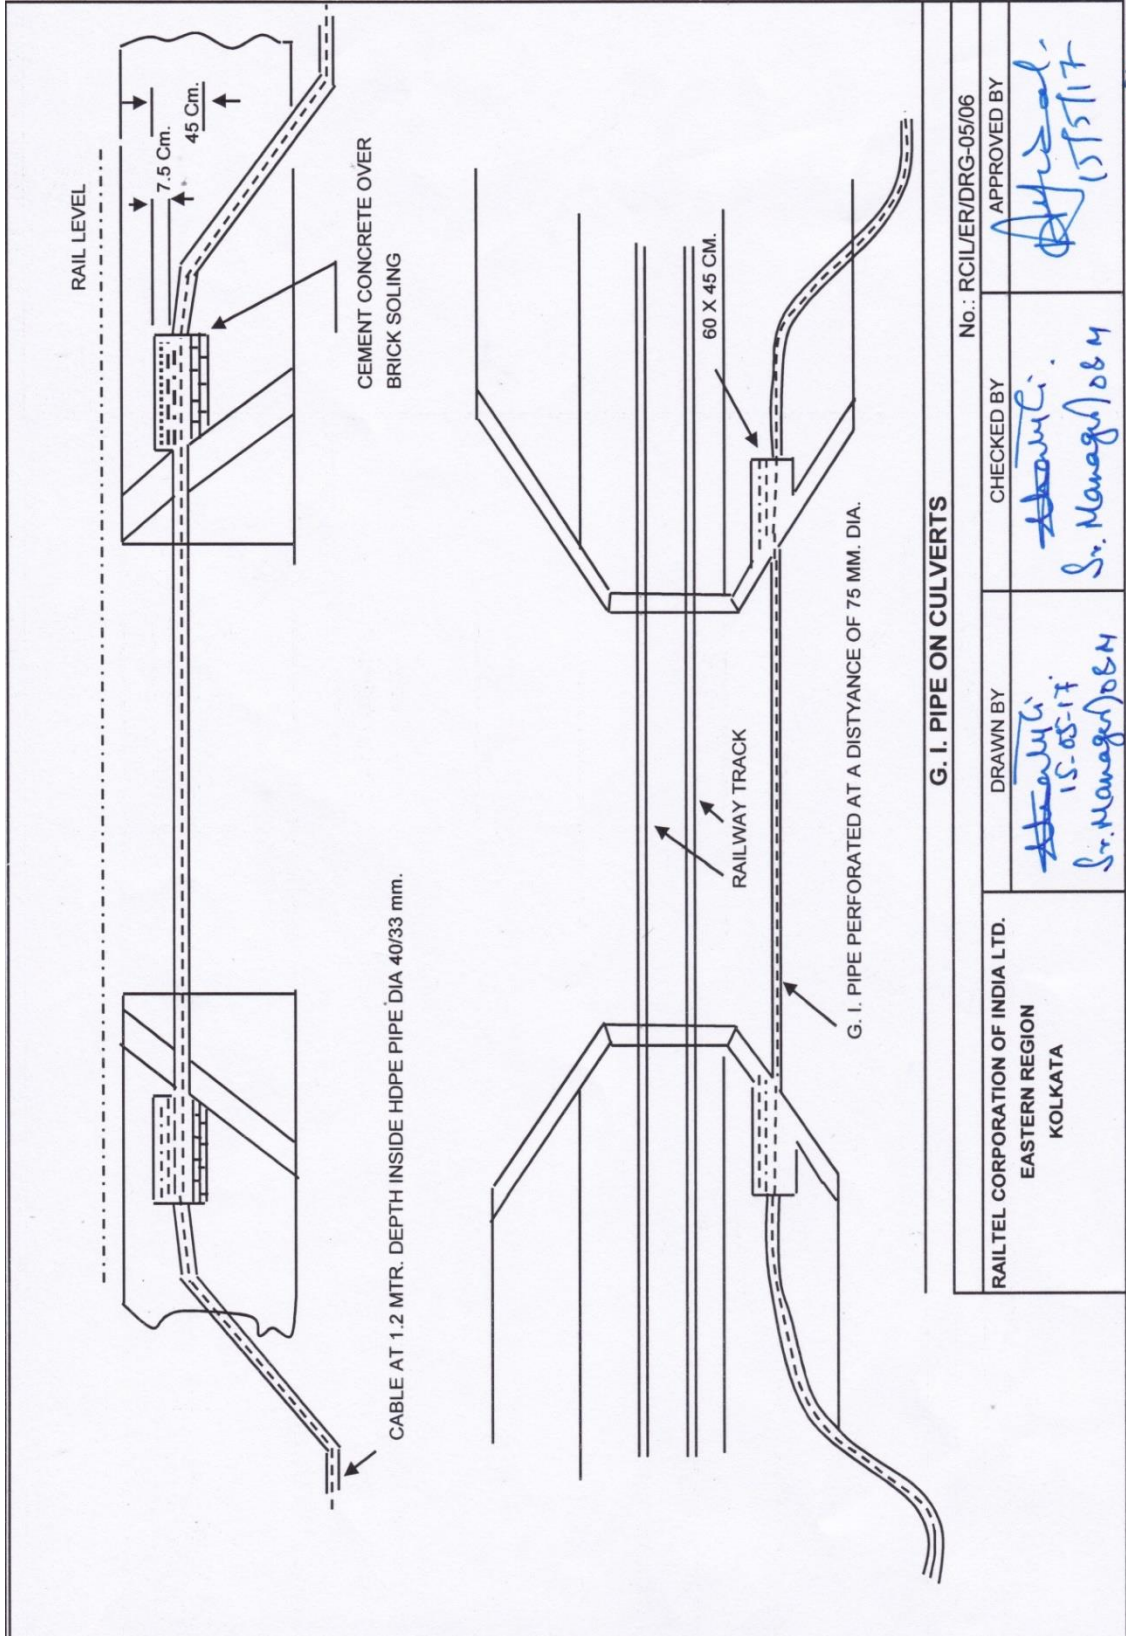 RAIL LEVEL
7.5 Cm.
45 Cm.
CEMENT CONCRETE OVER
BRICK SOLING
CABLE AT 1.2 MTR. DEPTH INSIDE HDPE PIPE DIA 40/33 mm.
60 X 45 CM.
RAILWAY TRACK
G. I. PIPE PERFORATED AT A DISTYANCE OF 75 MM. DIA.
G. I. PIPE ON CULVERTS
No.: RCIL/ER/DRG-05/06
RAILTEL CORPORATION OF INDIA LTD.
EASTERN REGION
KOLKATA
DRAWN BY
15-05-17
Sr. Manager/O&M
CHECKED BY
Sr. Manager/O&M
APPROVED BY
15/5/17